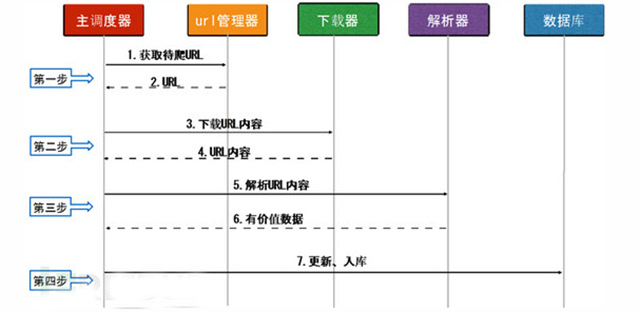 主调度器
url管理器
下载器
解析器
数据库
1.获取待爬URL
第一步
2.URL
3.下载URL内容
第二步
4.URL内容
5.解析URL内容
第三步
6.有价值数据
7.更新、入库
第四步